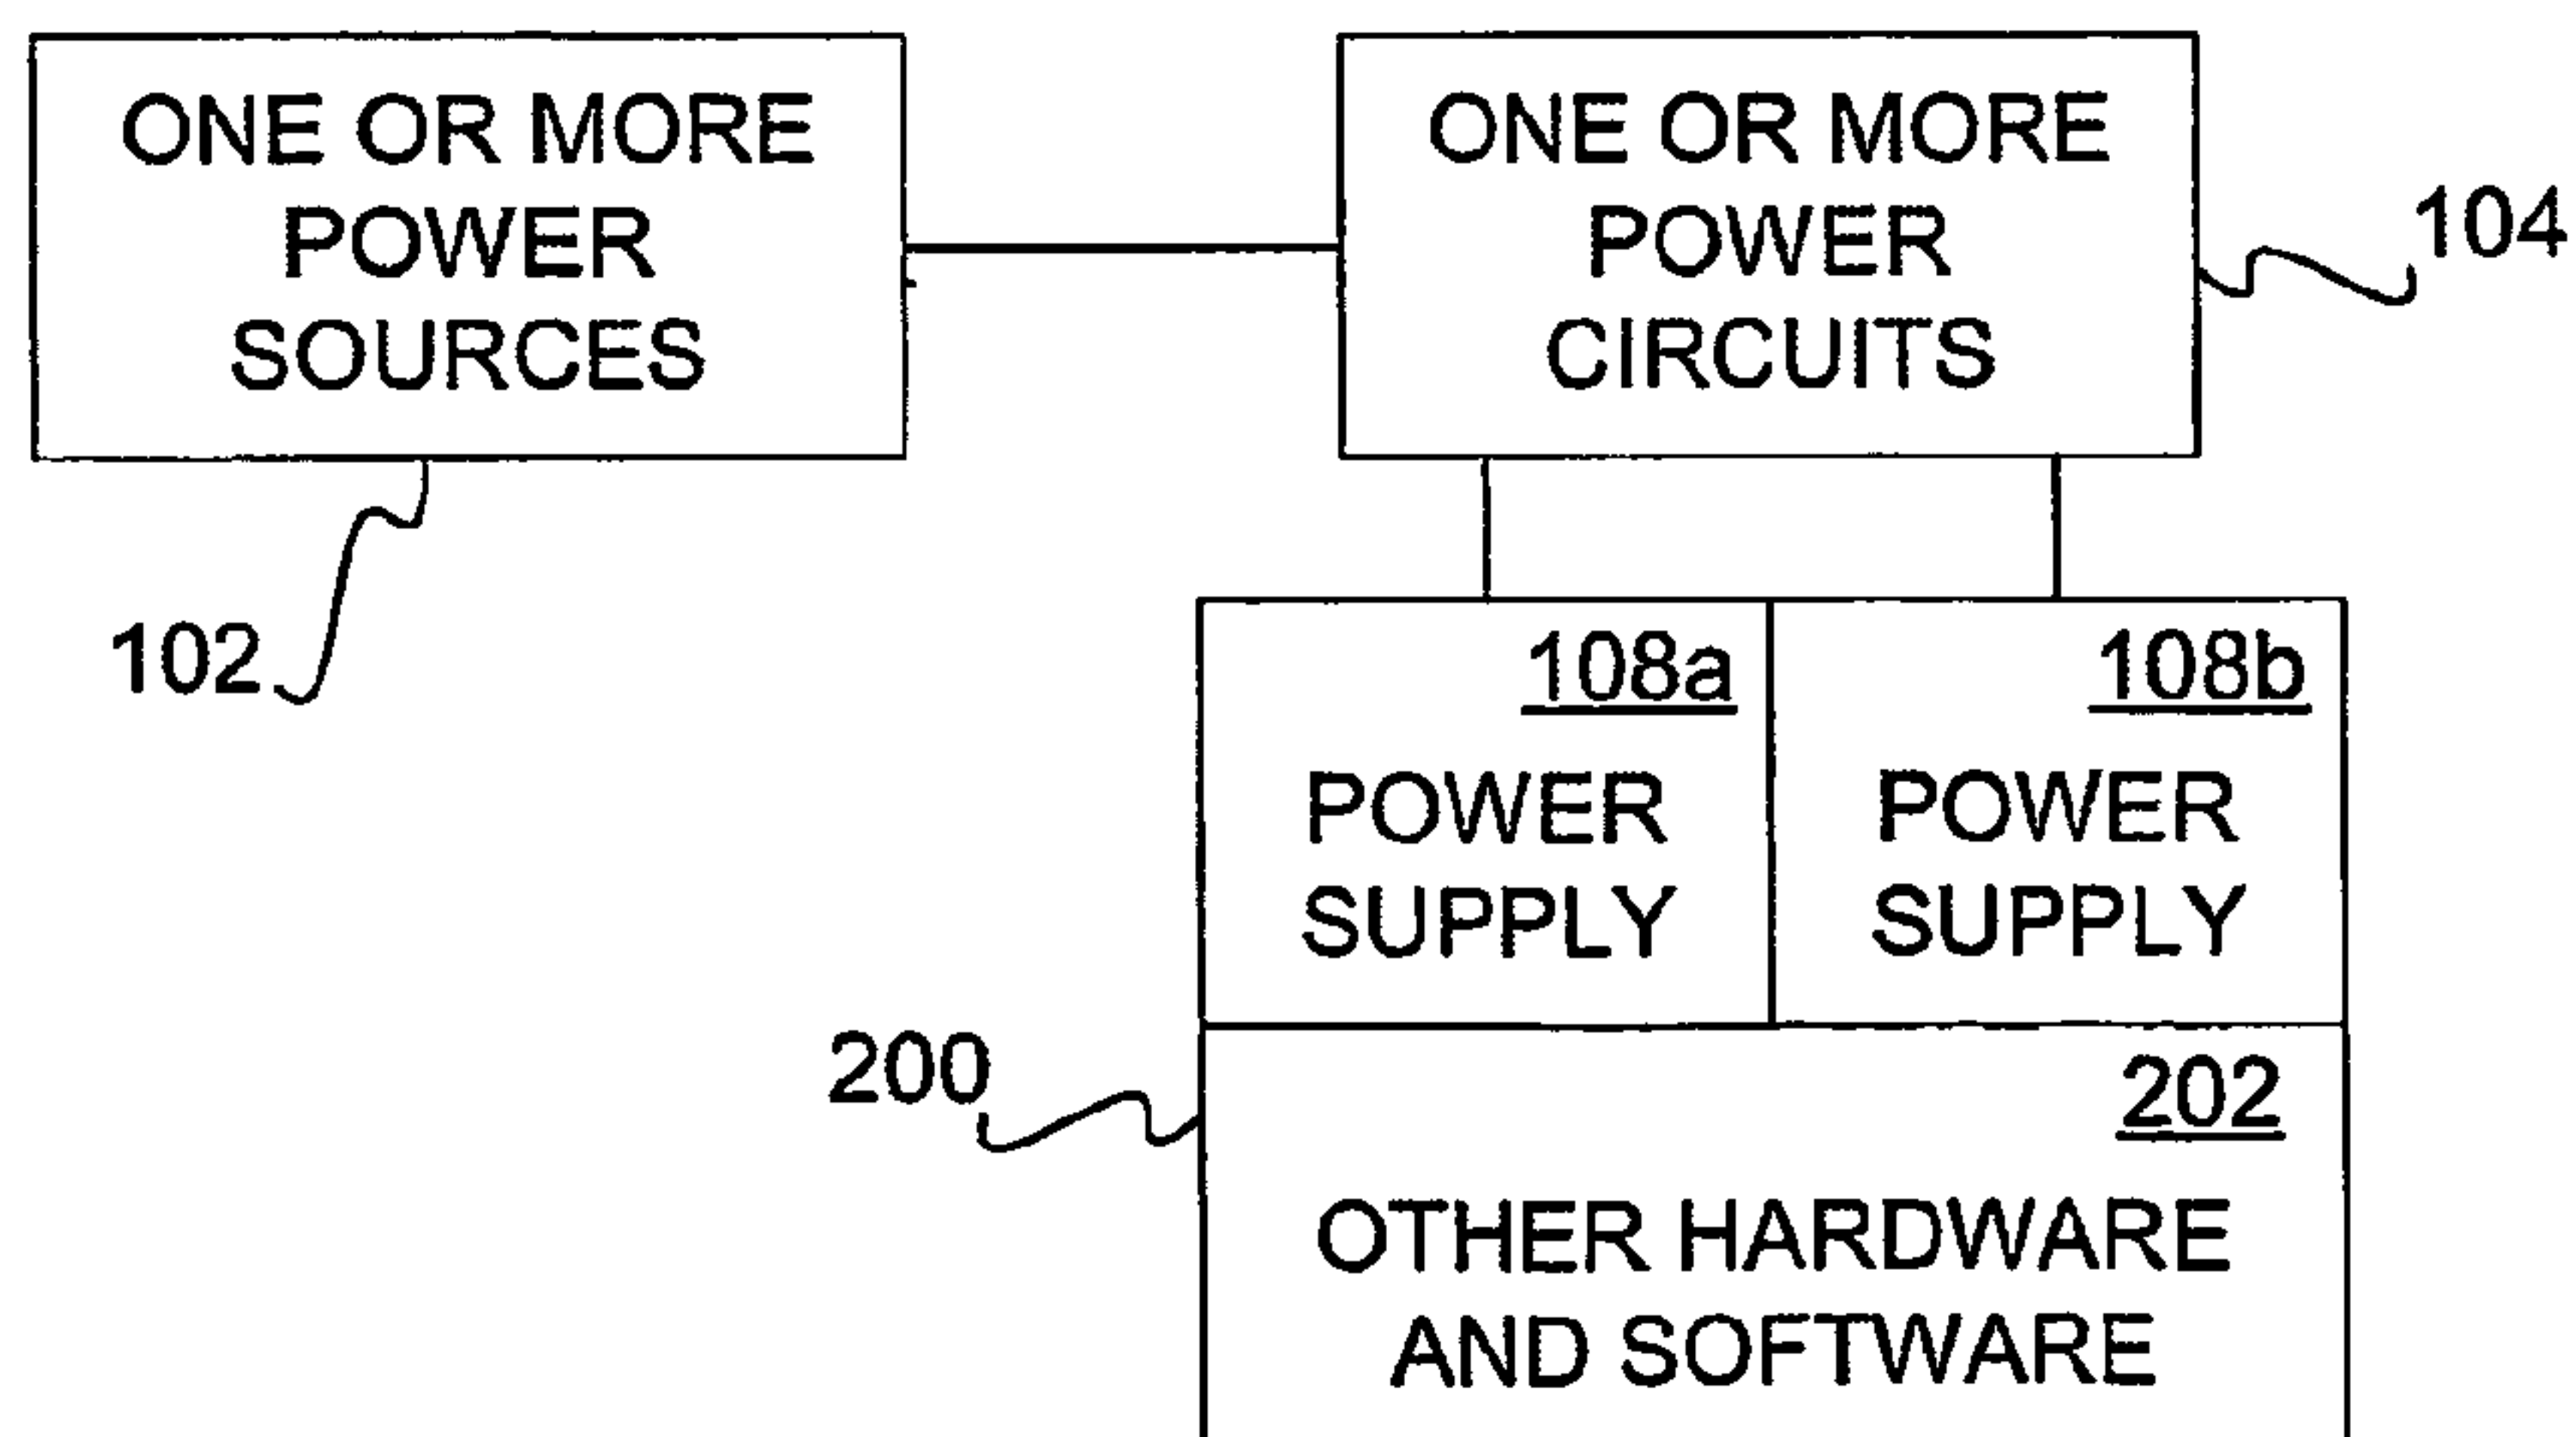 ONE OR MORE
POWER
SOURCES
ONE OR MORE
POWER
CIRCUITS
104
102
108a
POWER
SUPPLY
108b
POWER
SUPPLY
200
202
OTHER HARDWARE
AND SOFTWARE